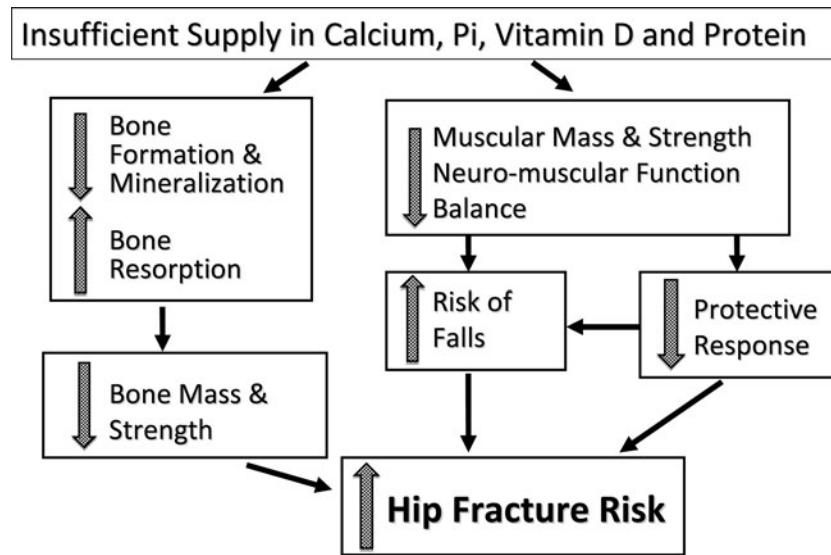 Insufficient Supply in Calcium, Pi, Vitamin D and Protein
Bone
Formation &
Mineralization
Bone
Resorption
Muscular Mass & Strength
Neuro-muscular Function
Balance
Risk of
Falls
Protective
Response
Bone Mass &
Strength
Hip Fracture Risk